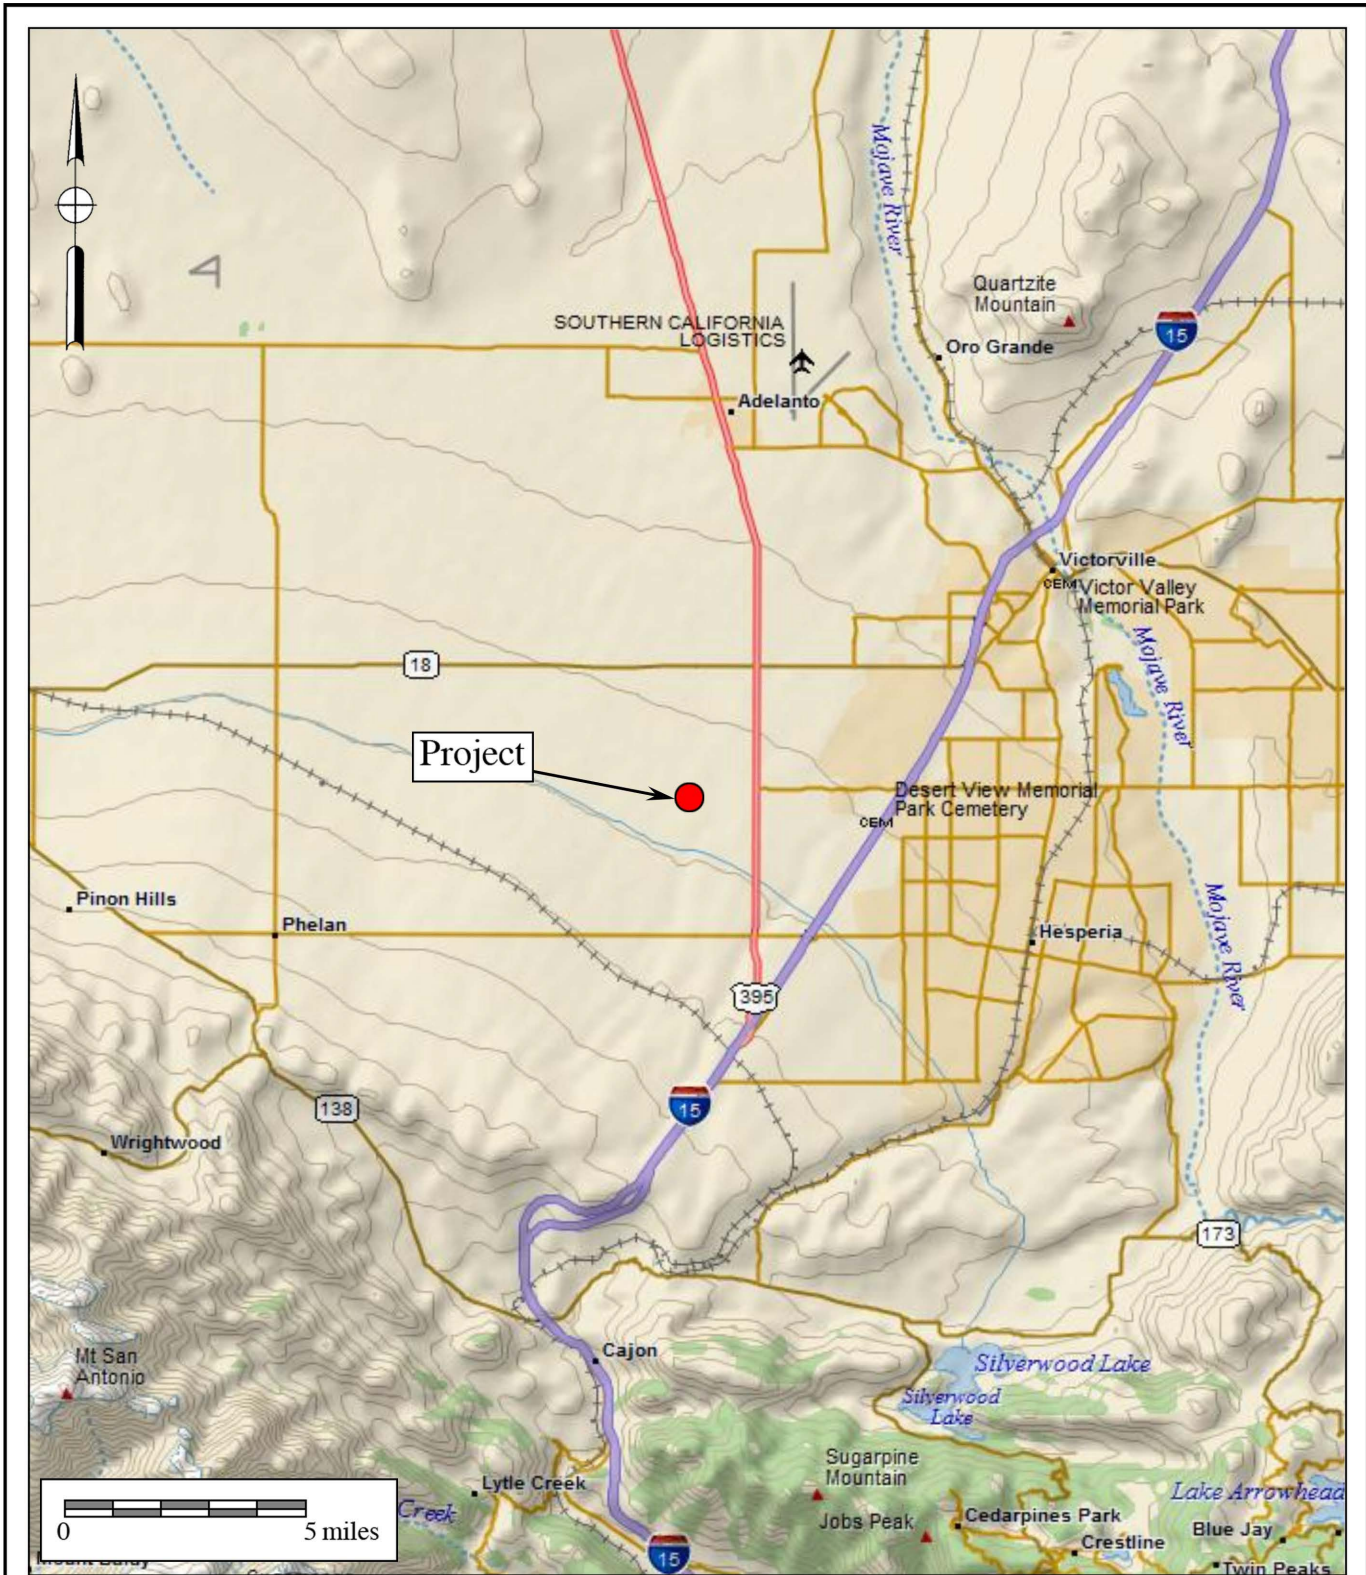 Mojave River
Quartzite
Mountain
SOUTHERN CALIFORNIA
LOGISTICS
15
Oro Grande
Adelanto
Victorville
CEM
Victor Valley
Memorial Park
Mojave River
18
Project
Desert View Memorial
Park Cemetery
CEM
Pinon Hills
Phelan
Hesperia
Mojave River
395
15
138
Wrightwood
173
Cajon
Mt San
Antonio
Silverwood Lake
Silverwood
Lake
Sugarpine
Mountain
Lytle Creek
Creek
Lake Arrowhead
Jobs Peak
Cedarpines Park
Crestline
Blue Jay
Twin Peaks
0
5 miles
15